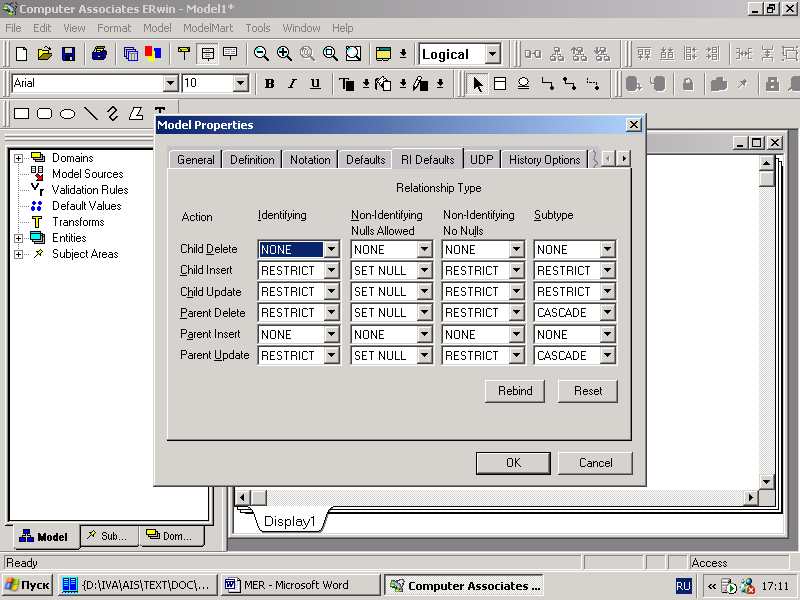 Computer Associates ERwin - Model1*
File Edit View Format Model ModelMart Tools Window Help
Logical
Arial 10 B I U
Model Properties
General Definition Notation Defaults RI Defaults UDP History Options
Domains
Model Sources
Validation Rules
Default Values
Transforms
Entities
Subject Areas
Relationship Type
Action Identifying Non-Identifying Nulls Allowed Non-Identifying No Nulls Subtype
Child Delete NONE NONE NONE NONE
Child Insert RESTRICT SET NULL RESTRICT RESTRICT
Child Update RESTRICT SET NULL RESTRICT RESTRICT
Parent Delete RESTRICT SET NULL RESTRICT CASCADE
Parent Insert NONE NONE NONE NONE
Parent Update RESTRICT SET NULL RESTRICT CASCADE
Rebind Reset
OK Cancel
Display1
Model Sub... Dom...
Ready Access
Пуск {D:\IVA\AIS\TEXT\DOC\... MER - Microsoft Word Computer Associates ... RU « 17:11